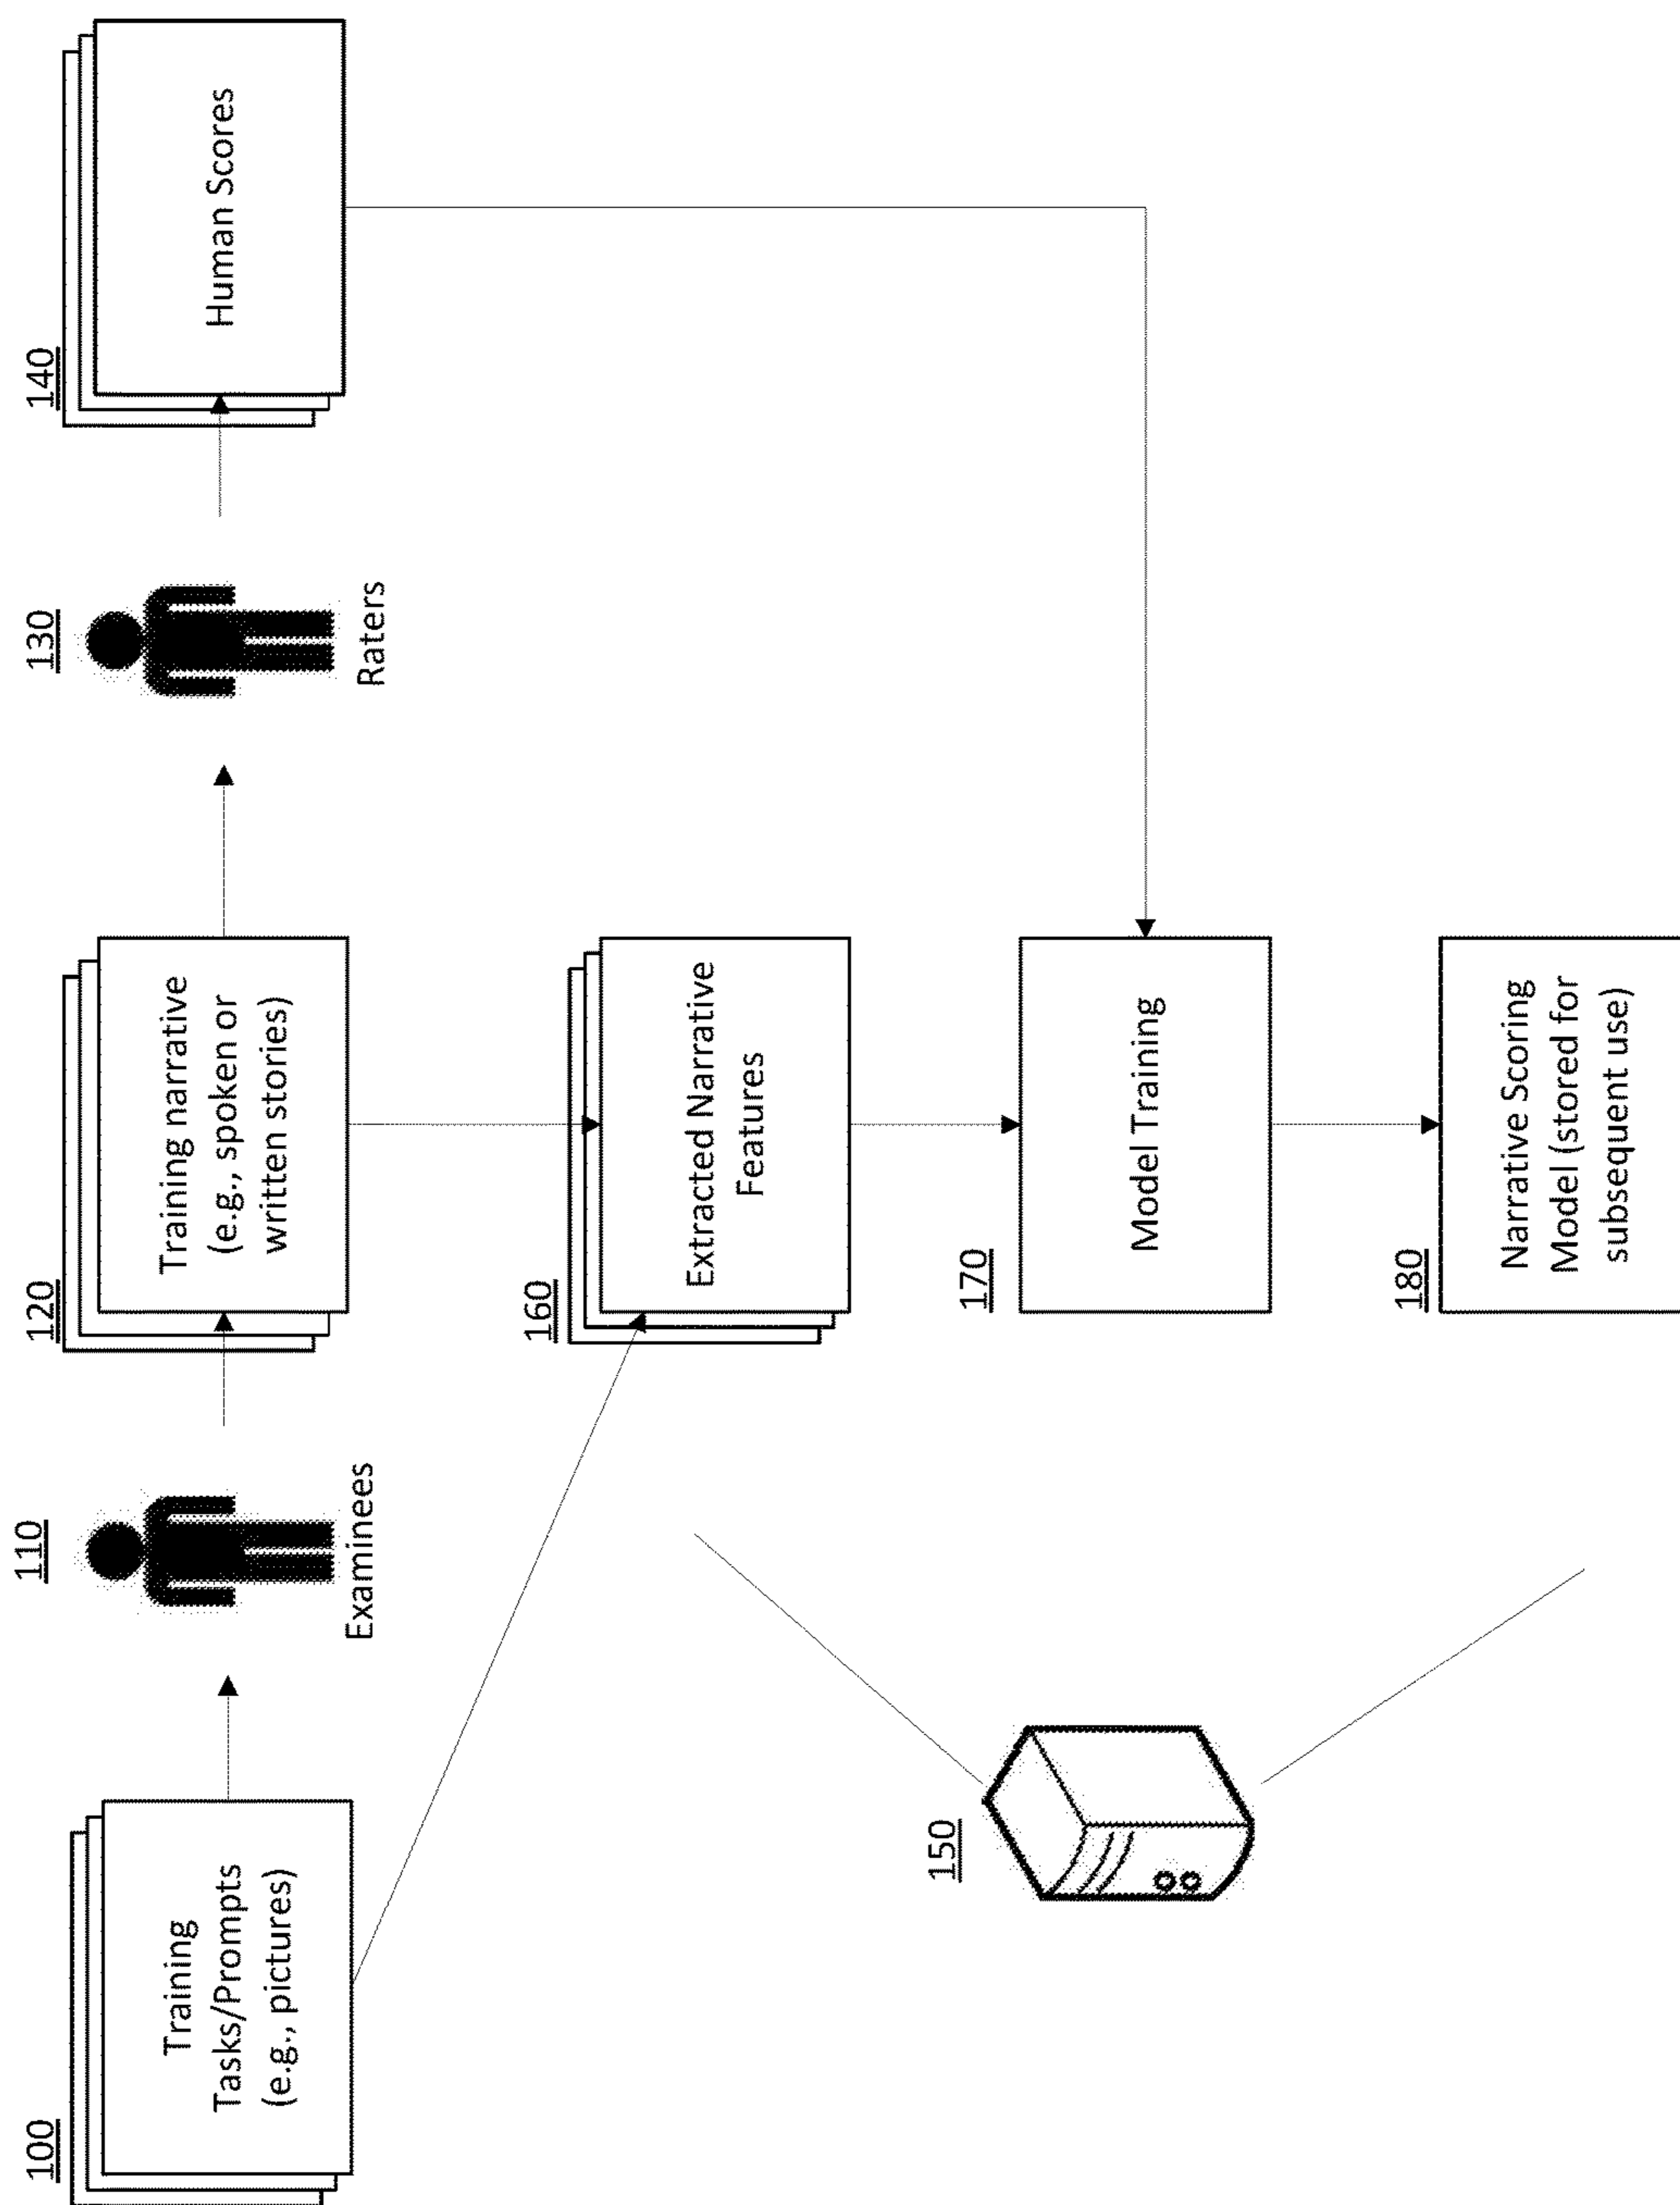 100
Training
Tasks/Prompts
(e.g., pictures)
110
Examinees
120
Training narrative
(e.g., spoken or
written stories)
130
Raters
140
Human Scores
150
160
Extracted Narrative
Features
170
Model Training
180
Narrative Scoring
Model (stored for
subsequent use)